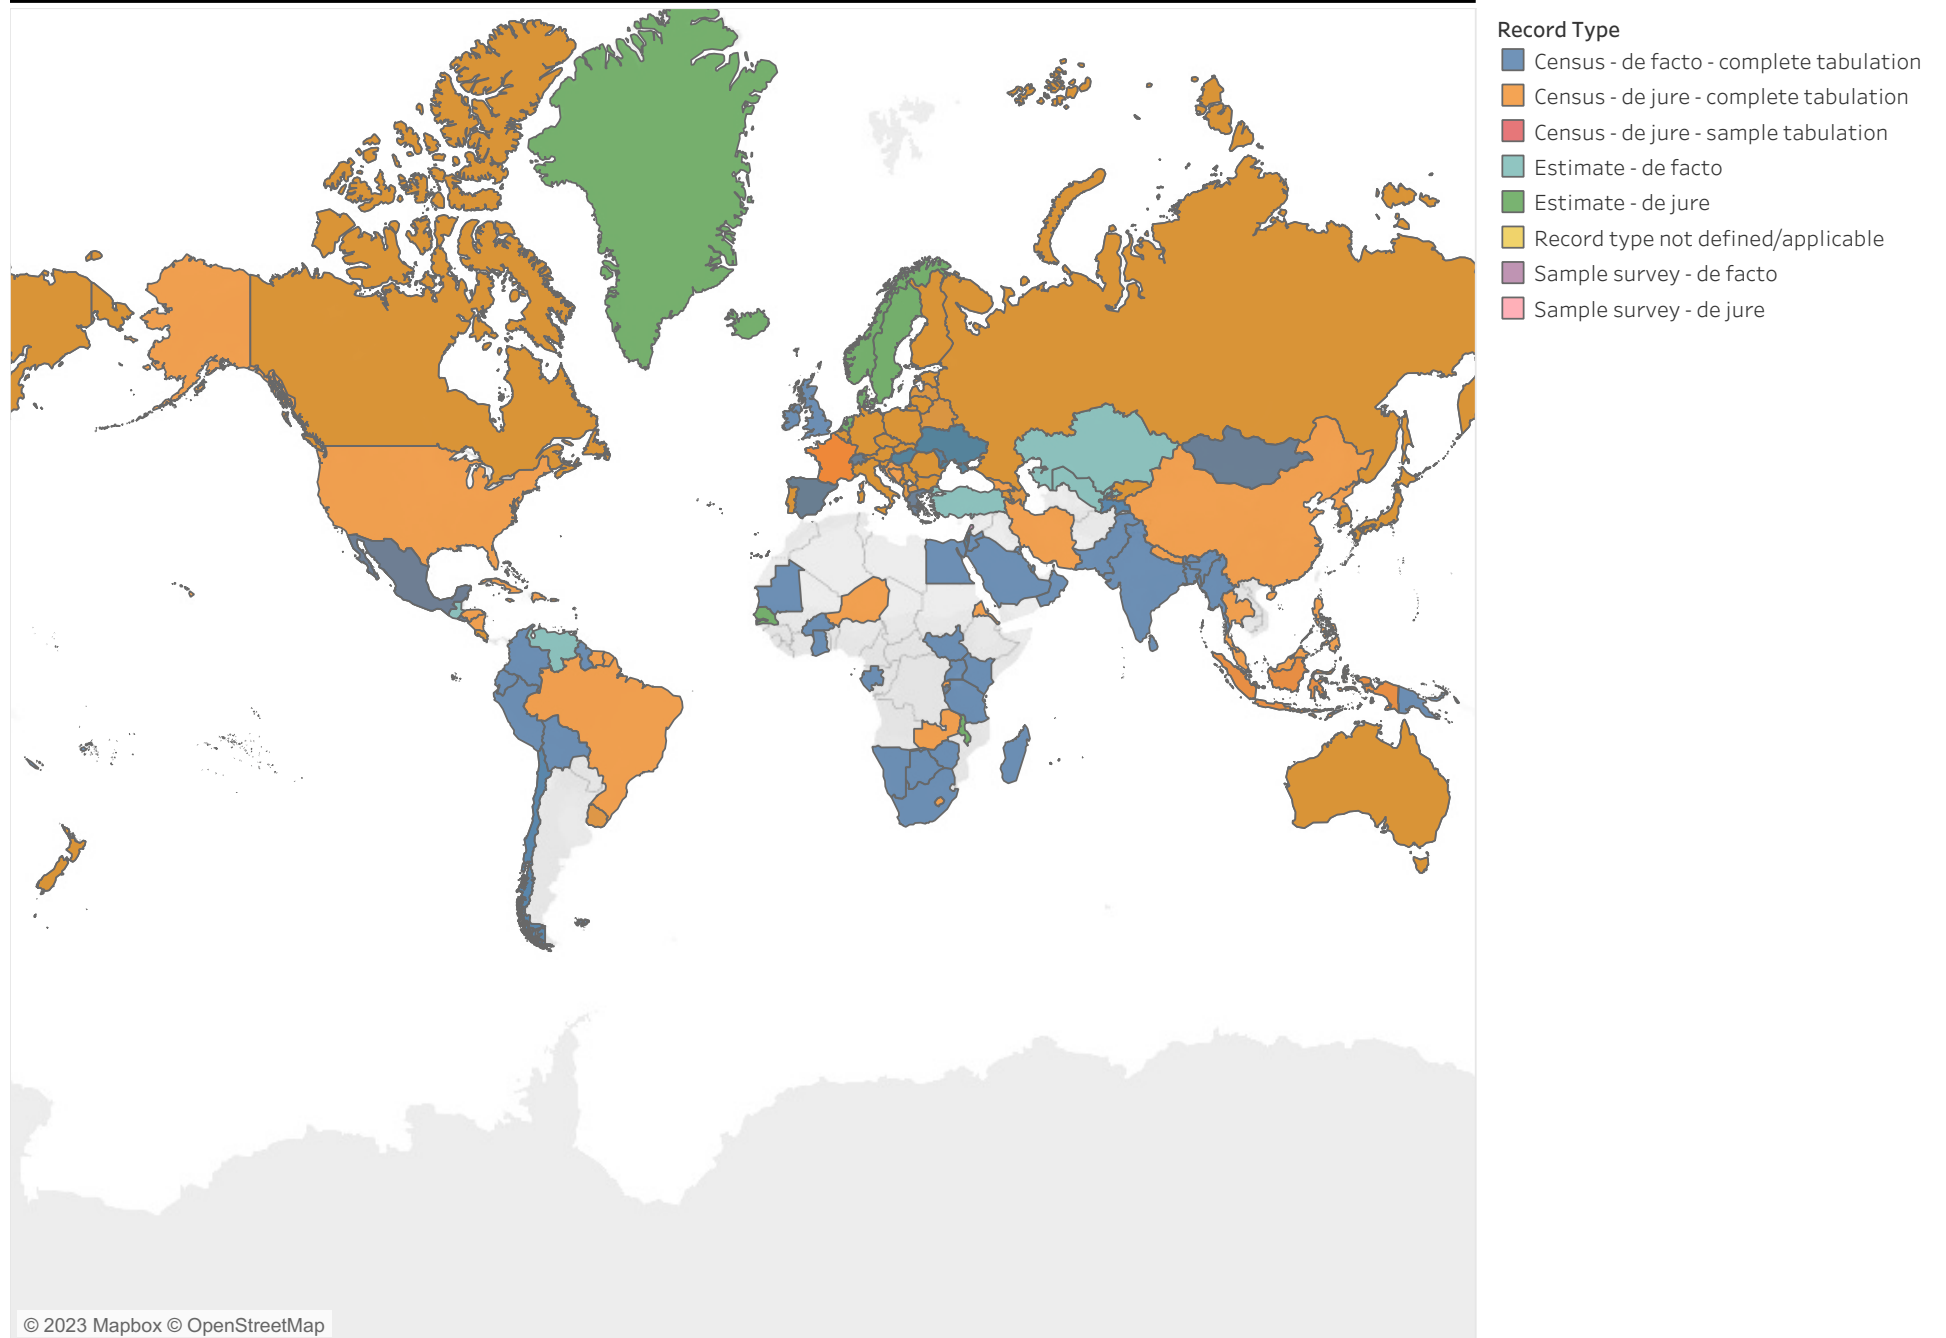 Record Type
Census - de facto - complete tabulation
Census - de jure - complete tabulation
Census - de jure - sample tabulation
Estimate - de facto
Estimate - de jure
Record type not defined/applicable
Sample survey - de facto
Sample survey - de jure
© 2023 Mapbox © OpenStreetMap